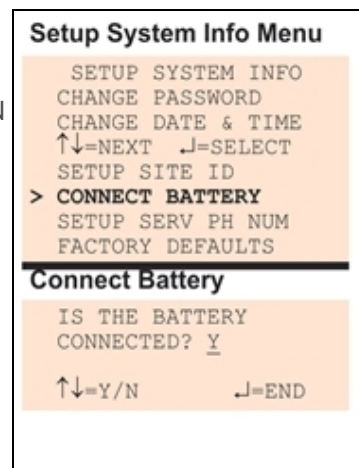 Setup System Info Menu
SETUP SYSTEM INFO
CHANGE PASSWORD
CHANGE DATE & TIME
↑↓=NEXT ↵=SELECT
SETUP SITE ID
> CONNECT BATTERY
SETUP SERV PH NUM
FACTORY DEFAULTS
Connect Battery
IS THE BATTERY
CONNECTED? Y
↑↓=Y/N ↵=END